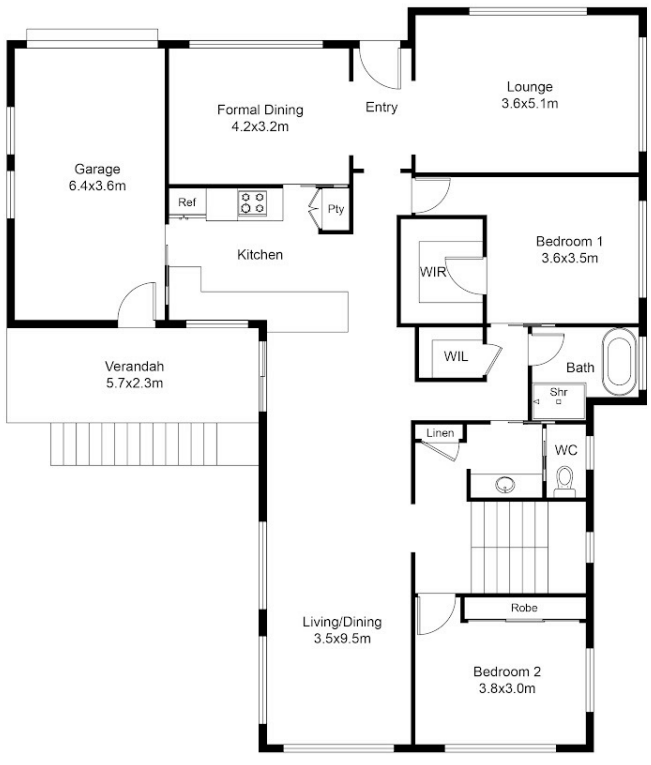 Lounge
3.6x5.1m
Formal Dining
4.2x3.2m
Entry
Garage
6.4x3.6m
Ref
Pty
Kitchen
Bedroom 1
3.6x3.5m
WIR
Verandah
5.7x2.3m
WIL
Bath
Shr
Linen
WC
Living/Dining
3.5x9.5m
Robe
Bedroom 2
3.8x3.0m